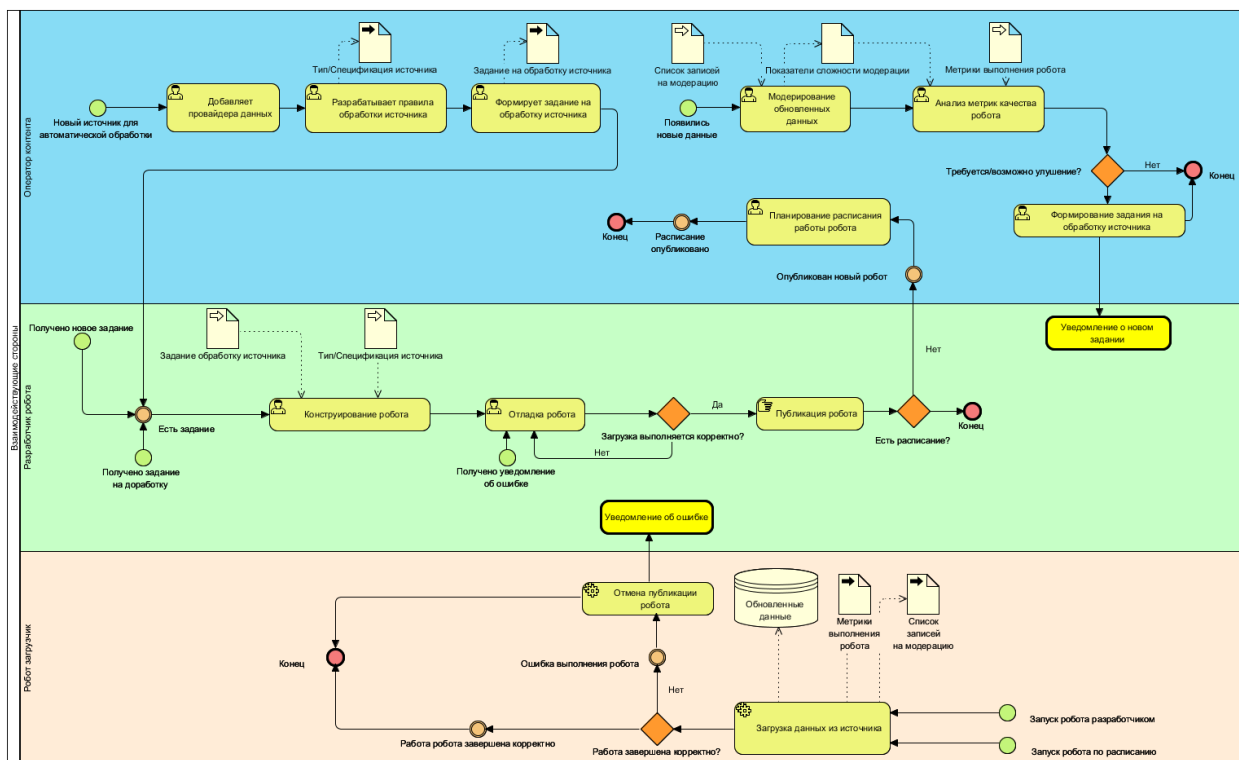 Взаимодействующие стороны
Оператор контента
Тип/Спецификация источника
Задание на обработку источника
Список записей
на модерацию
Показатели сложности модерации
Метрики выполнения робота
Новый источник для
автоматической обработки
Добавляет
провайдера данных
Разрабатывает правила
обработки источника
Формирует задание на
обработку источника
Появились
новые данные
Модерирование
обновленных
данных
Анализ метрик качества
робота
Требуется/возможно улушение?
Нет
Конец
Формирование задания на
обработку источника
Конец
Расписание
опубликовано
Планирование расписания
работы робота
Опубликован новый робот
Разработчик робота
Получено новое задание
Задание обработку источника
Тип/Спецификация источника
Уведомление о новом
задании
Нет
Есть задание
Конструирование робота
Отладка робота
Да
Загрузка выполняется корректно?
Нет
Публикация робота
Есть расписание?
Конец
Получено задание
на доработку
Получено уведомление
об ошибке
Уведомление об ошибке
Робот загрузчик
Отмена публикации
робота
Обновленные
данные
Метрики
выполнения
робота
Список
записей
на модерацию
Конец
Ошибка выполнения робота
Нет
Работа робота завершена корректно
Работа завершена корректно?
Загрузка данных из источника
Запуск робота разработчиком
Запуск робота по расписанию